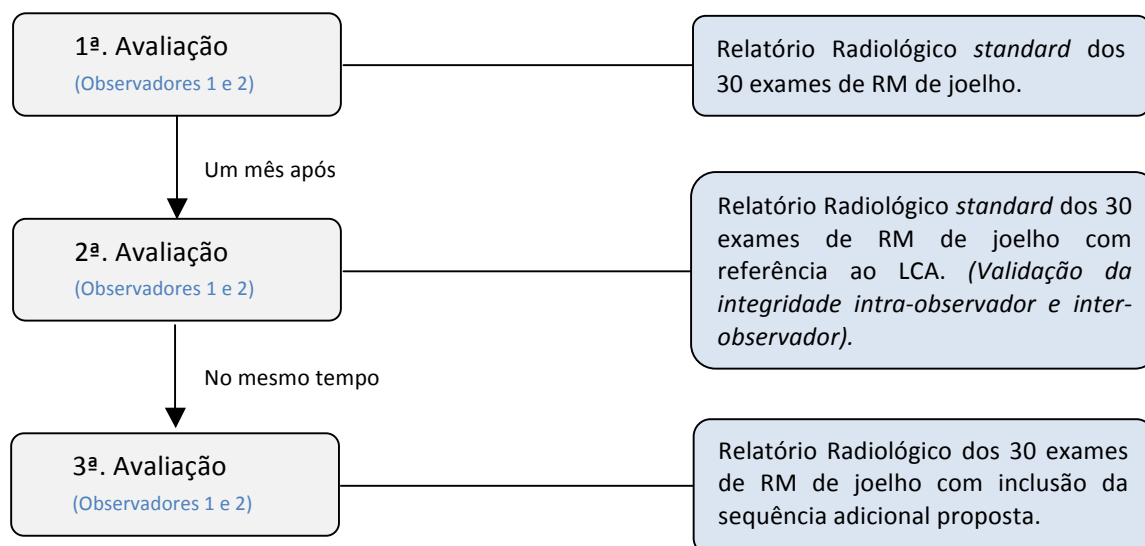 1ª. Avaliação
(Observadores 1 e 2)
Relatório Radiológico standard dos
30 exames de RM de joelho.
Um mês após
2ª. Avaliação
(Observadores 1 e 2)
Relatório Radiológico standard dos 30
exames de RM de joelho com
referência ao LCA. (Validação da
integridade intra-observador e inter-
observador).
No mesmo tempo
3ª. Avaliação
(Observadores 1 e 2)
Relatório Radiológico dos 30 exames
de RM de joelho com inclusão da
sequência adicional proposta.